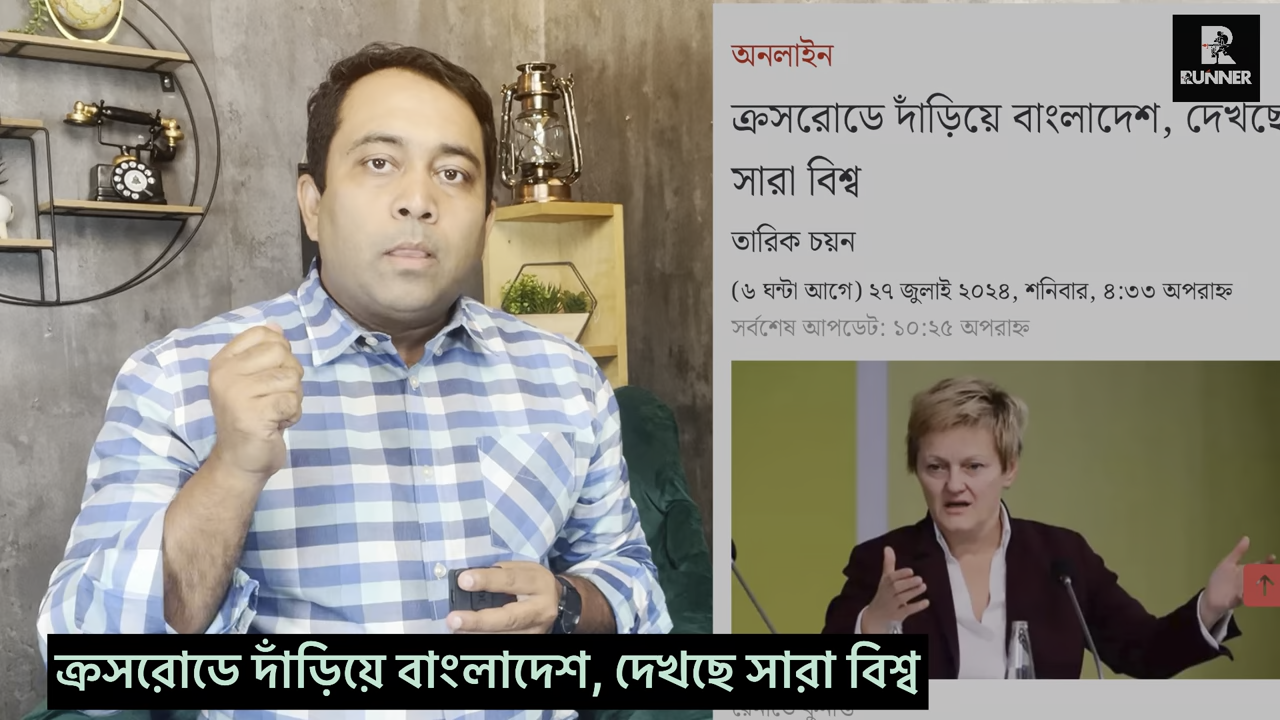 অনলাইন
RUNNER
ক্রসরোডে দাঁড়িয়ে বাংলাদেশ, দেখছে
সারা বিশ্ব
তারিক চয়ন
(৬ ঘন্টা আগে) ২৭ জুলাই ২০২৪, শনিবার, ৪:৩৩ অপরাহ্ন
সর্বশেষ আপডেট: ১০:২৫ অপরাহ্ন
ক্রসরোডে দাঁড়িয়ে বাংলাদেশ, দেখছে সারা বিশ্ব